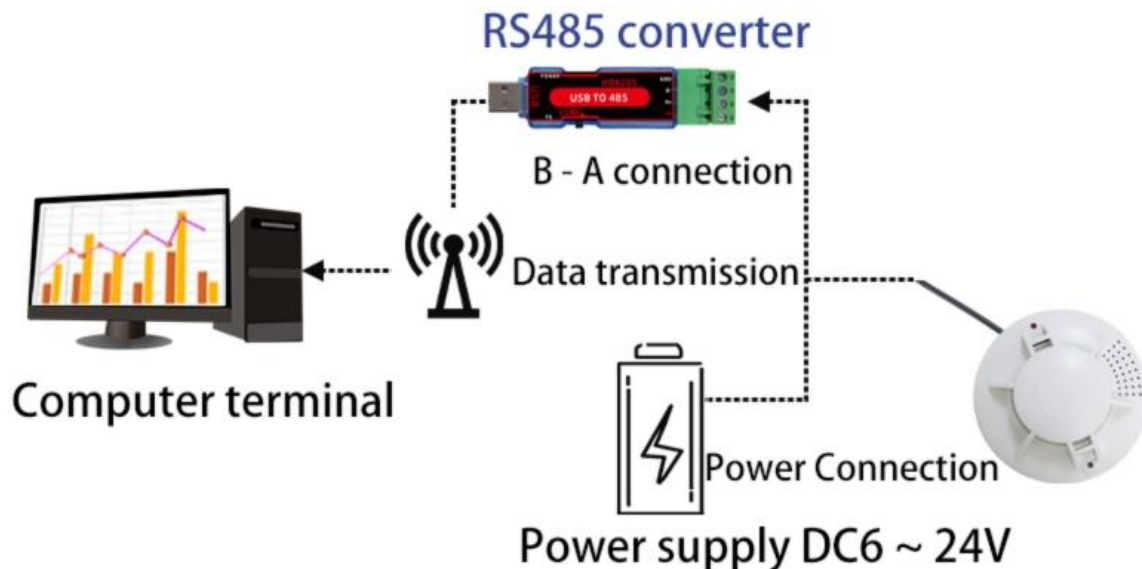 RS485 converter
USB TO 485
B - A connection
Data transmission
Computer terminal
Power Connection
Power supply DC6 ~ 24V